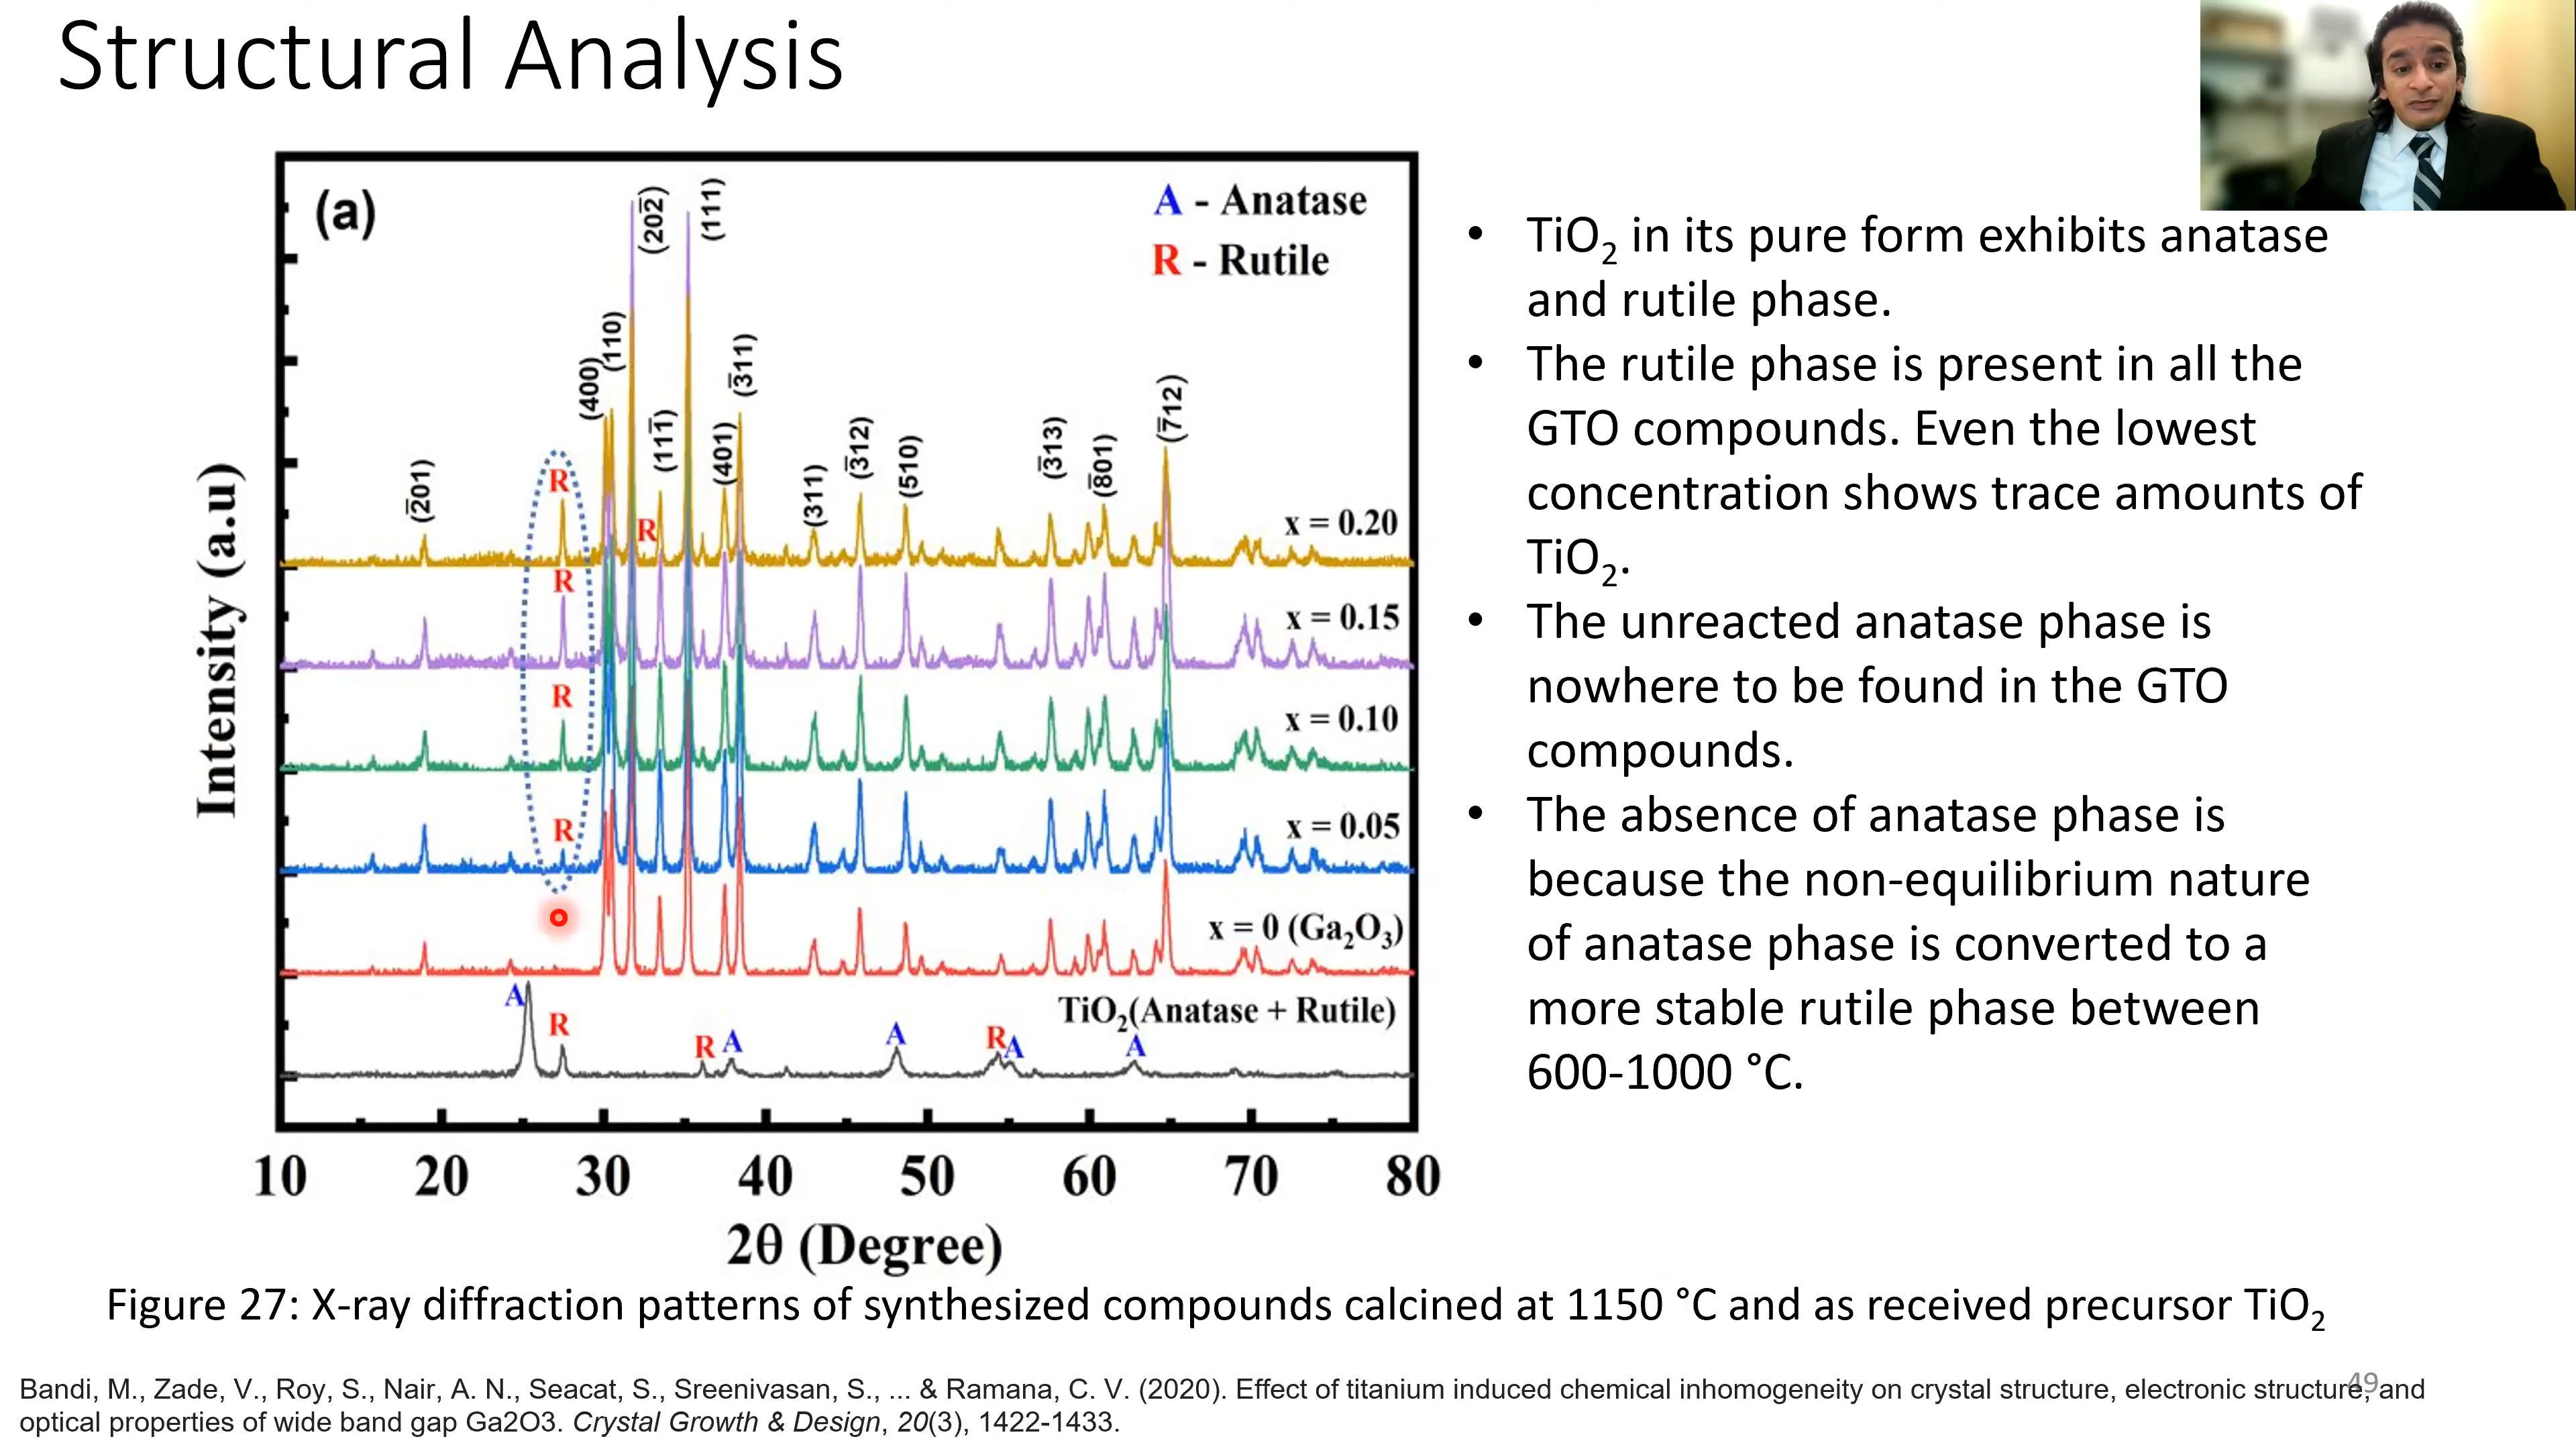 Structural Analysis
(a)
A - Anatase
R - Rutile
(2̅01)
(400)
(110)
(202̅)
(111̅)
(111)
(401)
(3̅11)
(311)
(3̅12)
(510)
(3̅13)
(8̅01)
(7̅12)
R
R
x = 0.20
R
x = 0.15
R
x = 0.10
R
x = 0.05
x = 0 (Ga₂O₃)
TiO₂(Anatase + Rutile)
A
R
R A
A
R A
A
Intensity (a.u)
10 20 30 40 50 60 70 80
2θ (Degree)
• TiO₂ in its pure form exhibits anatase
and rutile phase.
• The rutile phase is present in all the
GTO compounds. Even the lowest
concentration shows trace amounts of
TiO₂.
• The unreacted anatase phase is
nowhere to be found in the GTO
compounds.
• The absence of anatase phase is
because the non-equilibrium nature
of anatase phase is converted to a
more stable rutile phase between
600-1000 °C.
Figure 27: X-ray diffraction patterns of synthesized compounds calcined at 1150 °C and as received precursor TiO₂
Bandi, M., Zade, V., Roy, S., Nair, A. N., Seacat, S., Sreenivasan, S., ... & Ramana, C. V. (2020). Effect of titanium induced chemical inhomogeneity on crystal structure, electronic structure, and
optical properties of wide band gap Ga2O3. Crystal Growth & Design, 20(3), 1422-1433.
49